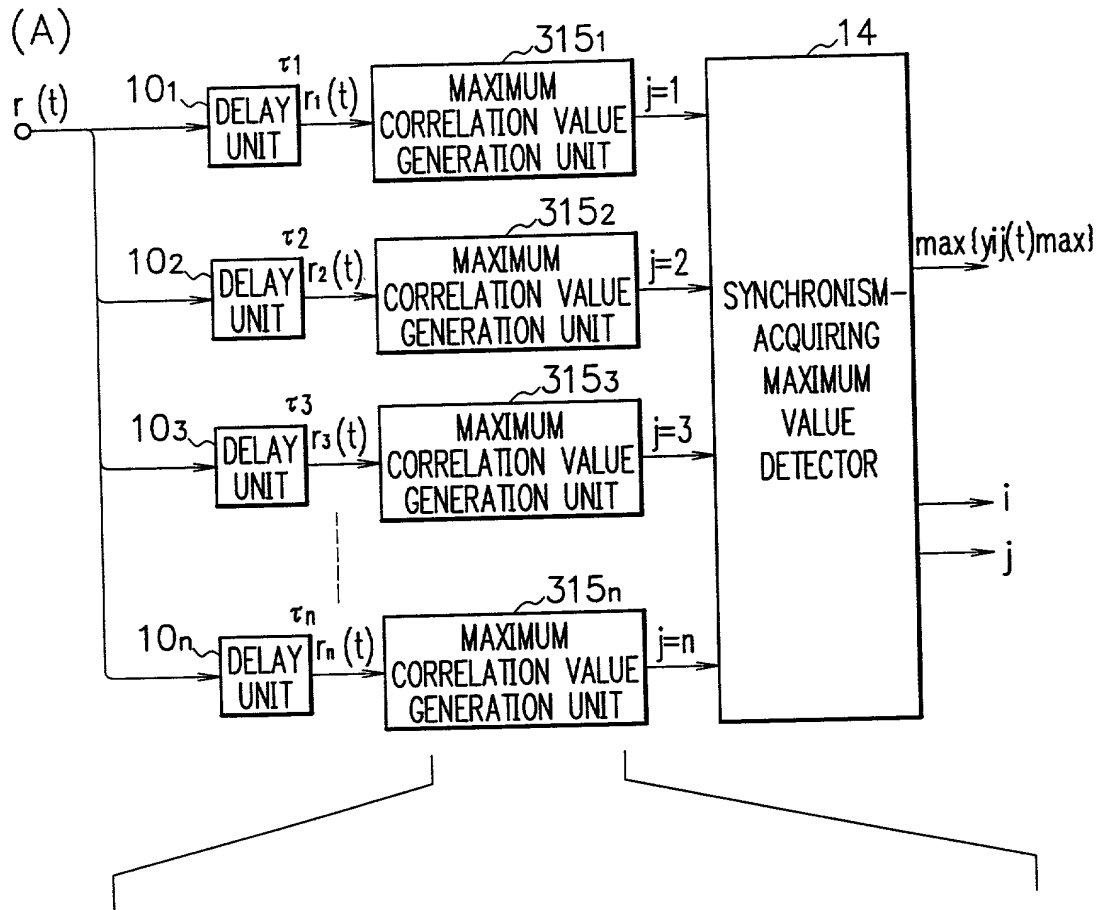 (A)
r (t)
10₁
τ1
DELAY
UNIT
r₁(t)
315₁
MAXIMUM
CORRELATION VALUE
GENERATION UNIT
j=1
10₂
τ2
DELAY
UNIT
r₂(t)
315₂
MAXIMUM
CORRELATION VALUE
GENERATION UNIT
j=2
10₃
τ3
DELAY
UNIT
r₃(t)
315₃
MAXIMUM
CORRELATION VALUE
GENERATION UNIT
j=3
10n
τn
DELAY
UNIT
rn(t)
315n
MAXIMUM
CORRELATION VALUE
GENERATION UNIT
j=n
14
SYNCHRONISM-
ACQUIRING
MAXIMUM
VALUE
DETECTOR
max{yij(t)max}
i
j